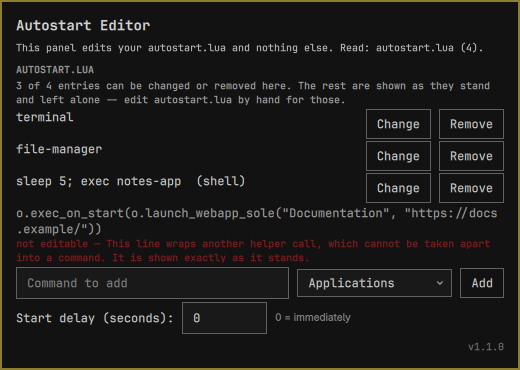 Autostart Editor
This panel edits your autostart.lua and nothing else. Read: autostart.lua (4).
AUTOSTART.LUA
3 of 4 entries can be changed or removed here. The rest are shown as they stand
and left alone — edit autostart.lua by hand for those.
terminal Change Remove
file-manager Change Remove
sleep 5; exec notes-app (shell) Change Remove
o.exec_on_start(o.launch_webapp_sole("Documentation", "https://docs
.example/"))
not editable — This line wraps another helper call, which cannot be taken apart
into a command. It is shown exactly as it stands.
Command to add Applications Add
Start delay (seconds): 0 0 = immediately
v1.1.0